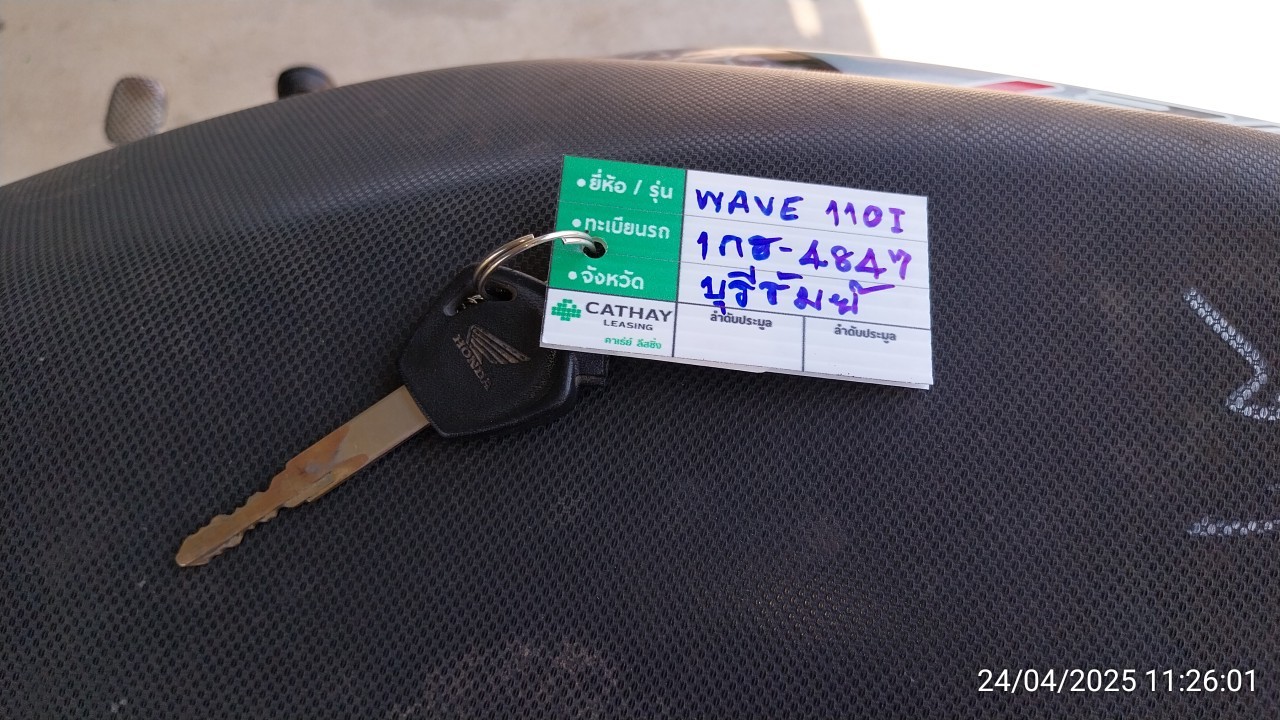 •ยี่ห้อ / รุ่น WAVE 110I
•ทะเบียนรถ 1กธ-4847
•จังหวัด บุรีรัมย์
CATHAY
LEASING
คาเธ่ย์ ลีสซิ่ง
ลำดับประมูล ลำดับประมูล
HONDA
24/04/2025 11:26:01